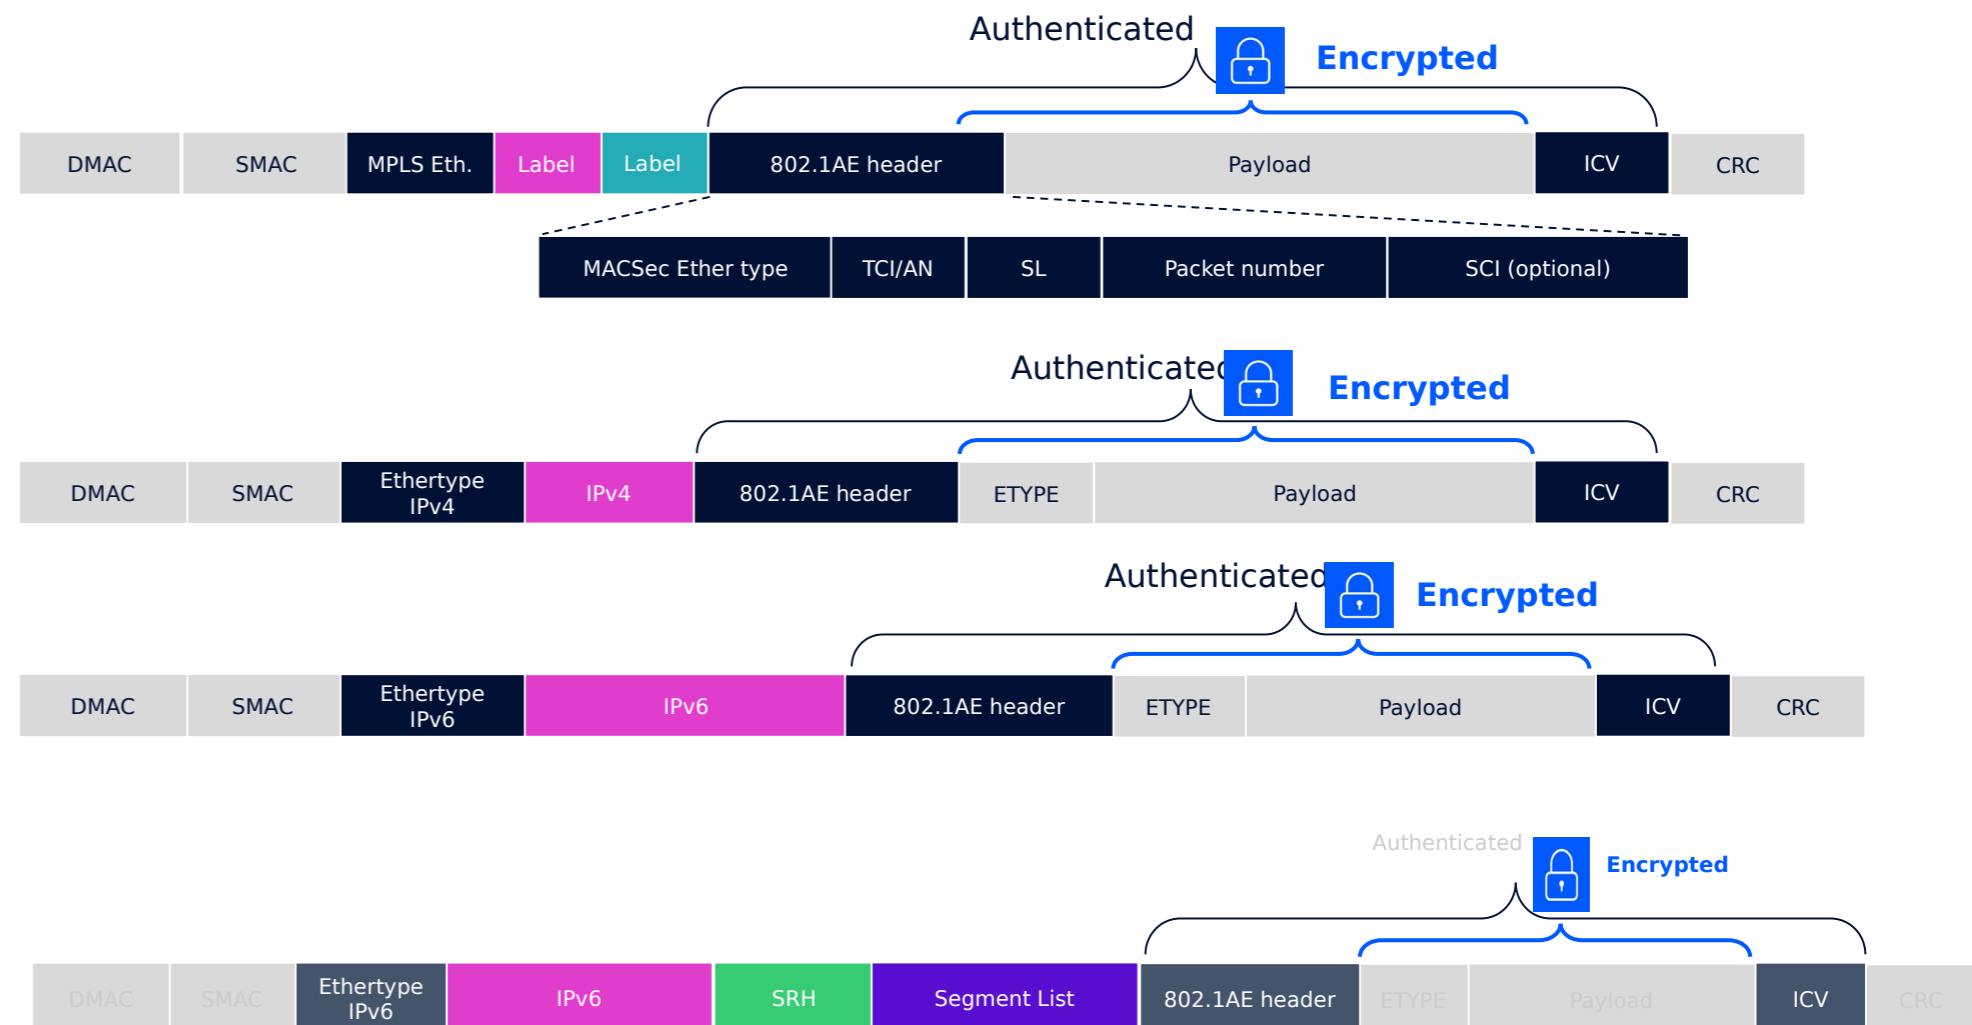 Authenticated
Encrypted
DMAC SMAC MPLS Eth. Label Label 802.1AE header Payload ICV CRC
MACSec Ether type TCI/AN SL Packet number SCI (optional)
Authenticated
Encrypted
DMAC SMAC Ethertype IPv4 IPv4 802.1AE header ETYPE Payload ICV CRC
Authenticated
Encrypted
DMAC SMAC Ethertype IPv6 IPv6 802.1AE header ETYPE Payload ICV CRC
Authenticated
Encrypted
DMAC SMAC Ethertype IPv6 IPv6 SRH Segment List 802.1AE header ETYPE Payload ICV CRC